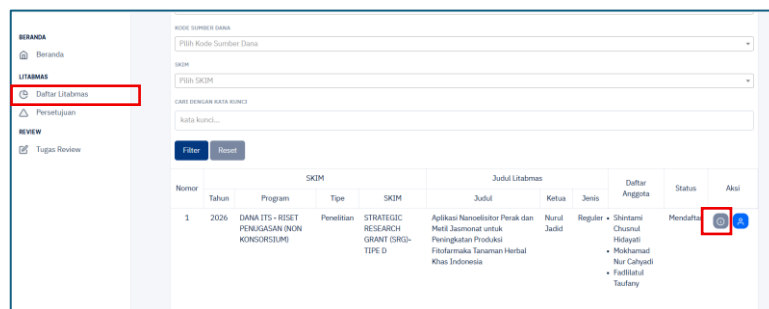 BERANDA
Beranda
LITABMAS
Daftar Litabmas
Persetujuan
REVIEW
Tugas Review
KODE SUMBER DANA
Pilih Kode Sumber Dana
SKIM
Pilih SKIM
CARI DENGAN KATA KUNCI
kata kunci...
Filter Reset
Nomor SKIM Judul Litabmas Daftar Anggota Status Aksi
Tahun Program Tipe SKIM Judul Ketua Jenis
1 2026 DANA ITS - RISET Penelitian STRATEGIC Aplikasi Nanoelisitor Perak dan Nurul Reguler • Shintami Mendaftar
PENUGASAN (NON RESEARCH Metil Jasmonat untuk Jadid Chusnul
KONSORSIUM) GRANT (SRG)- Peningkatan Produksi Hidayati
TIPE D Fitofarmaka Tanaman Herbal • Mokhamad
Khas Indonesia Nur Cahyadi
• Fadlilatul
Taufany